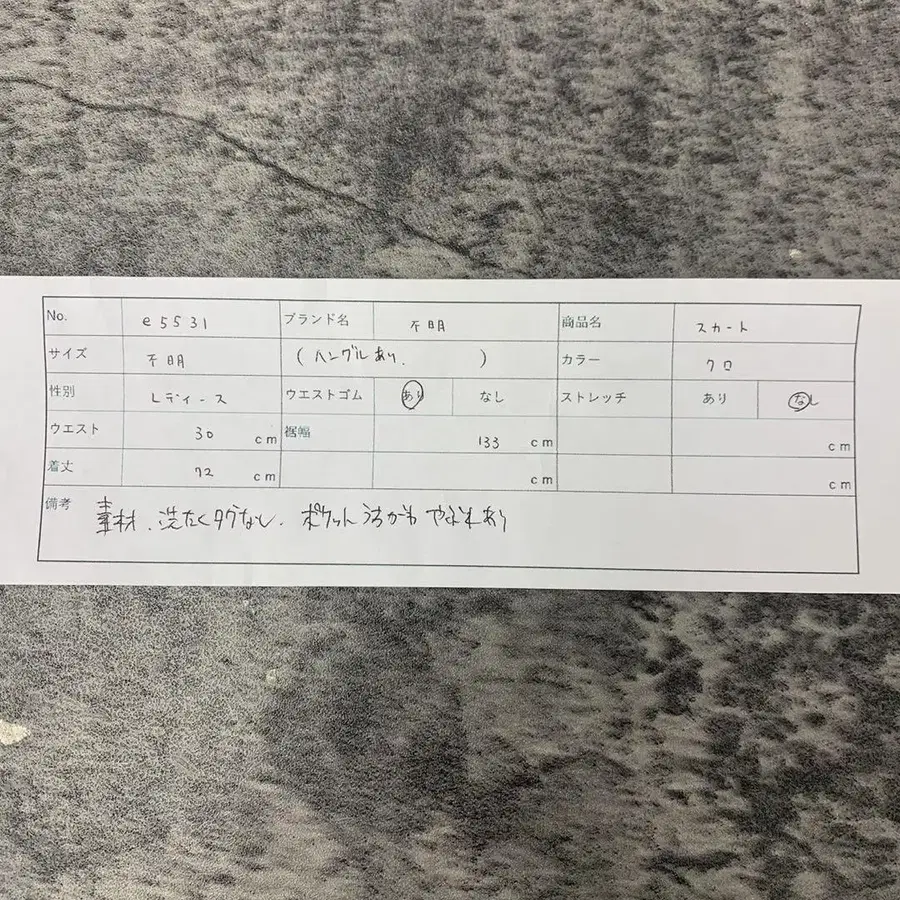 No. e5531 ブランド名 不明 商品名 スカート
サイズ 不明 (ハングルあり. ) カラー クロ
性別 レディース ウエストゴム あり なし ストレッチ あり なし
ウエスト 30 cm 裾幅 133 cm cm
着丈 72 cm cm cm
備考 素材、洗たくタグなし. ポケットうちがわ やぶれあり